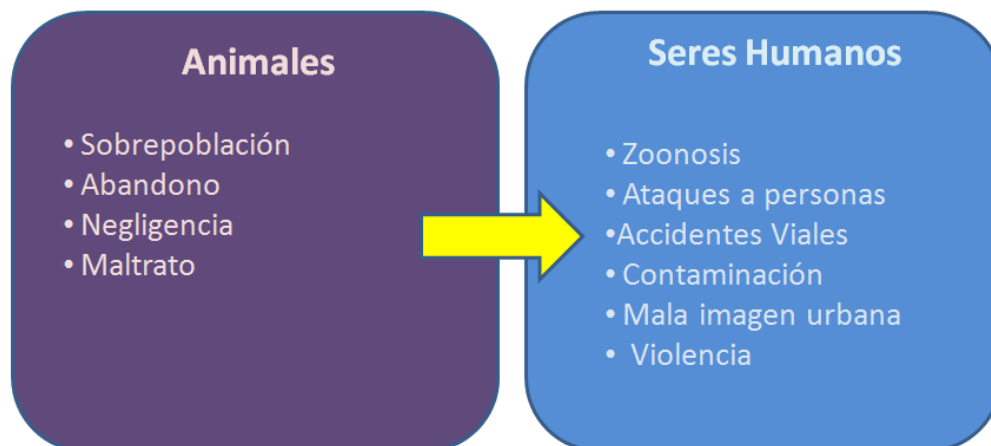 Animales
• Sobrepoblación
• Abandono
• Negligencia
• Maltrato
Seres Humanos
• Zoonosis
• Ataques a personas
•Accidentes Viales
• Contaminación
• Mala imagen urbana
• Violencia